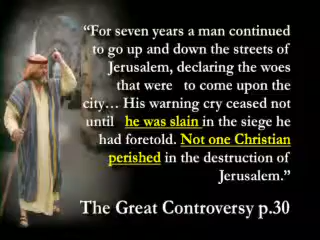 “For seven years a man continued
to go up and down the streets of
Jerusalem, declaring the woes
that were to come upon the
city… His warning cry ceased not
until he was slain in the siege he
had foretold. Not one Christian
perished in the destruction of
Jerusalem.”
The Great Controversy p.30